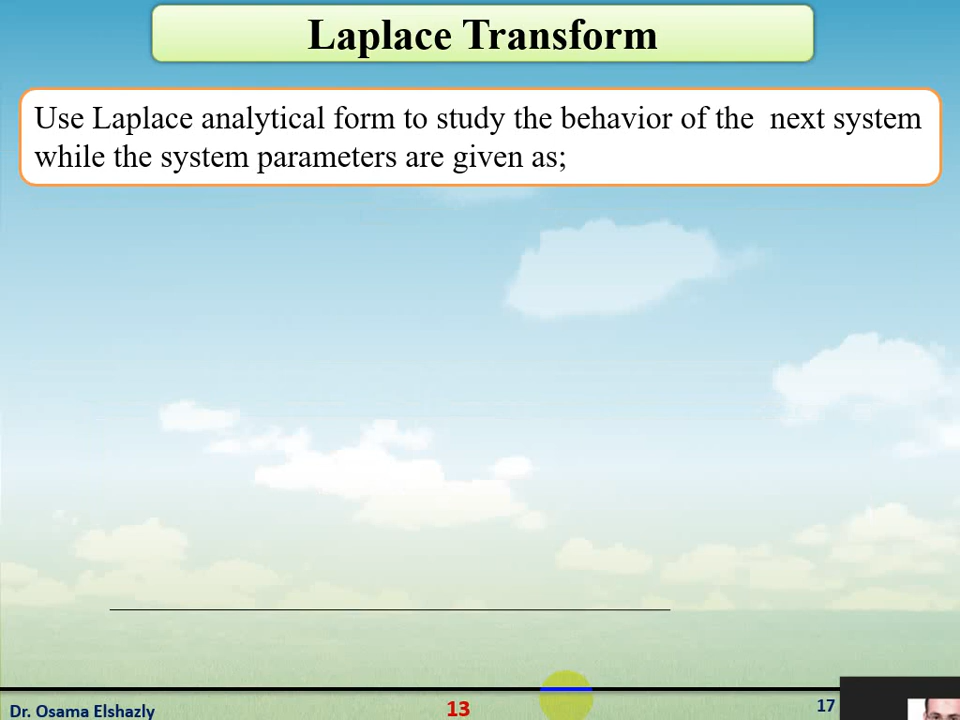 Laplace Transform
Use Laplace analytical form to study the behavior of the next system
while the system parameters are given as;
Dr. Osama Elshazly
13
17